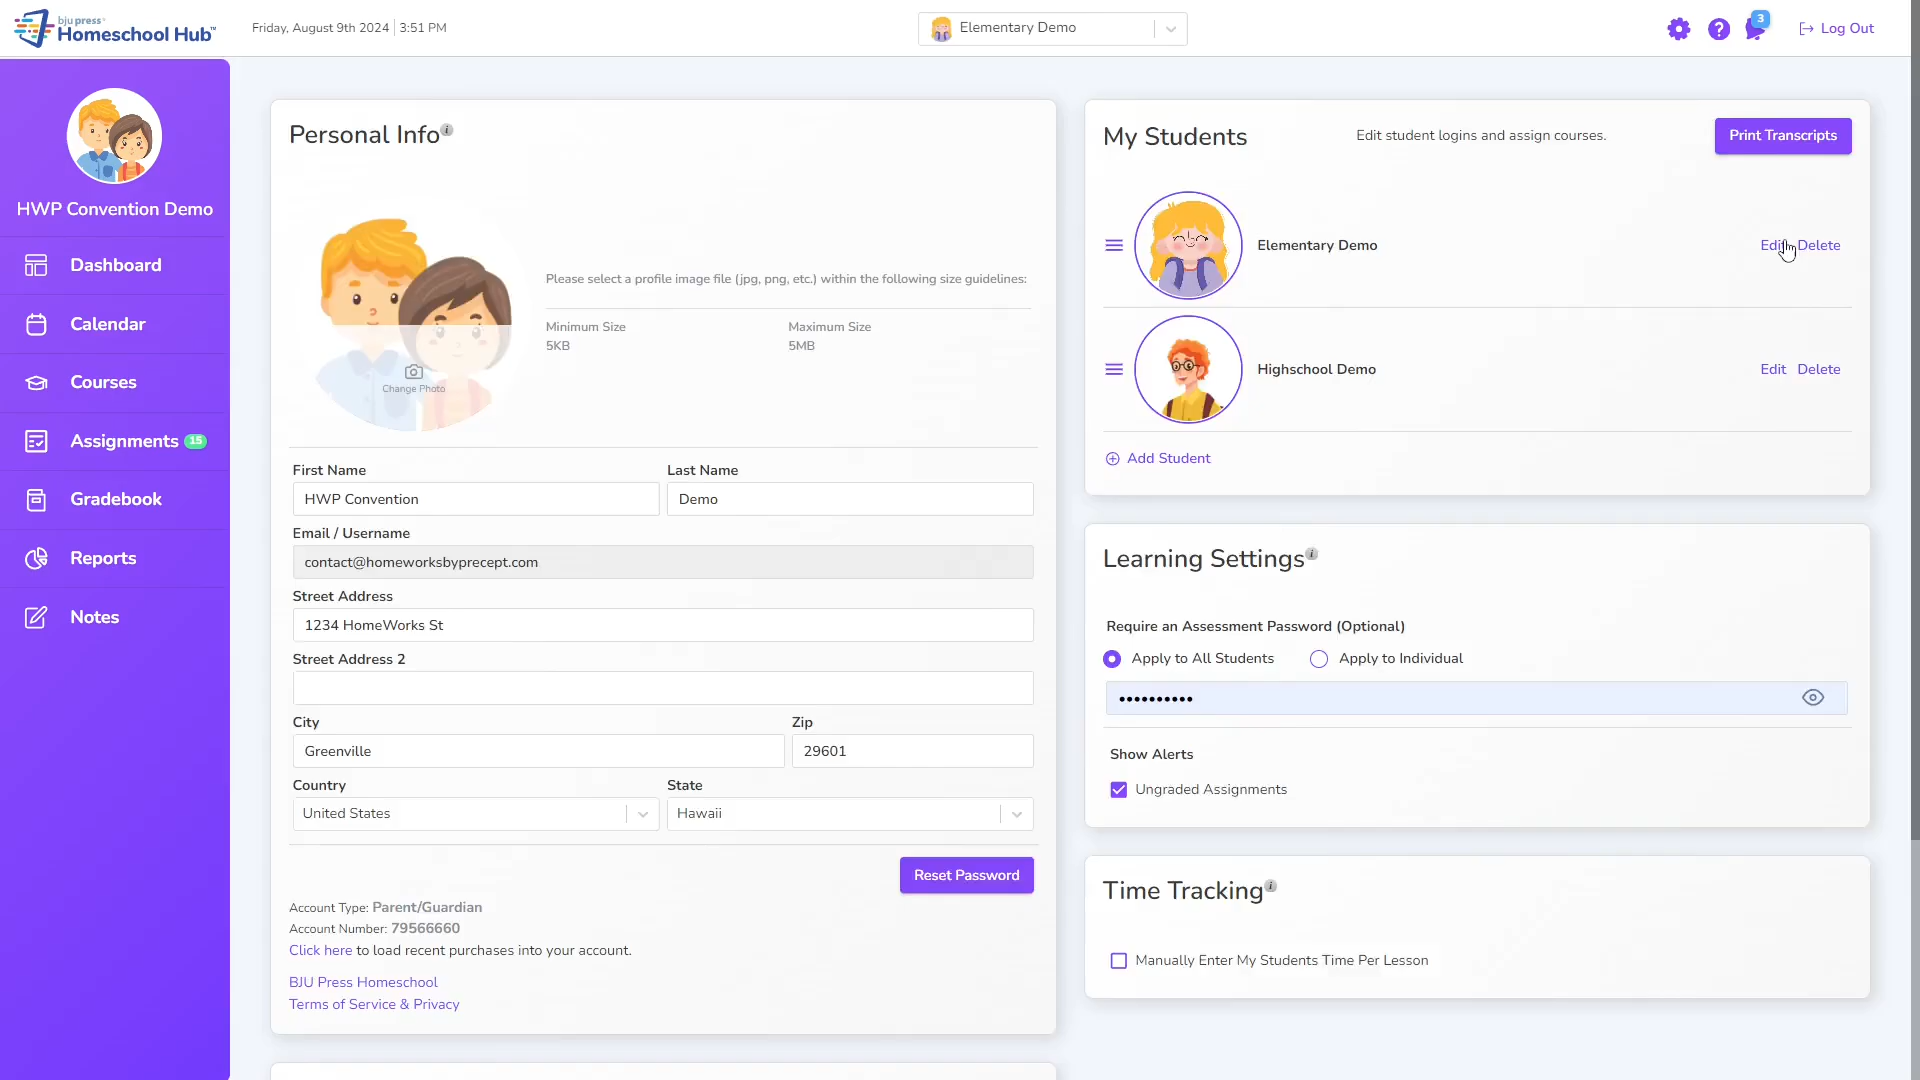 bju press
Homeschool Hub™
Friday, August 9th 2024 | 3:51 PM
Elementary Demo
3
Log Out
HWP Convention Demo
Dashboard
Calendar
Courses
Assignments 15
Gradebook
Reports
Notes
Personal Info
Please select a profile image file (jpg, png, etc.) within the following size guidelines:
Minimum Size
5KB
Maximum Size
5MB
Change Photo
First Name
HWP Convention
Last Name
Demo
Email / Username
contact@homeworksbyprecept.com
Street Address
1234 HomeWorks St
Street Address 2
City
Greenville
Zip
29601
Country
United States
State
Hawaii
Reset Password
Account Type: Parent/Guardian
Account Number: 79566660
Click here to load recent purchases into your account.
BJU Press Homeschool
Terms of Service & Privacy
My Students
Edit student logins and assign courses.
Print Transcripts
Elementary Demo
Edit Delete
Highschool Demo
Edit Delete
Add Student
Learning Settings
Require an Assessment Password (Optional)
Apply to All Students
Apply to Individual
••••••••••
Show Alerts
Ungraded Assignments
Time Tracking
Manually Enter My Students Time Per Lesson